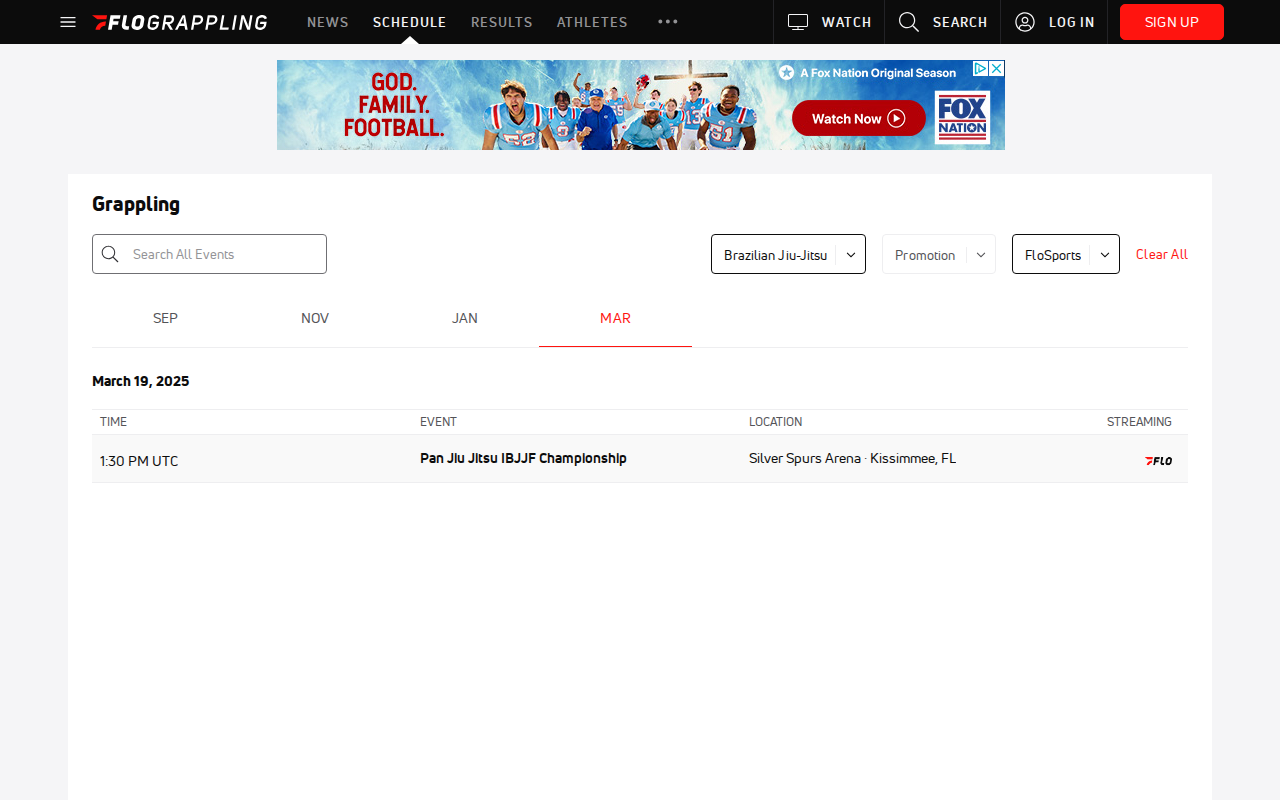 FLOGRAPPLING NEWS SCHEDULE RESULTS ATHLETES WATCH SEARCH LOG IN SIGN UP
GOD.
FAMILY.
FOOTBALL.
A Fox Nation Original Season
Watch Now
FOX
NATION
52
13
51
Grappling
Search All Events Brazilian Jiu-Jitsu Promotion FloSports Clear All
SEP NOV JAN MAR
March 19, 2025
TIME EVENT LOCATION STREAMING
1:30 PM UTC Pan Jiu Jitsu IBJJF Championship Silver Spurs Arena · Kissimmee, FL FLO